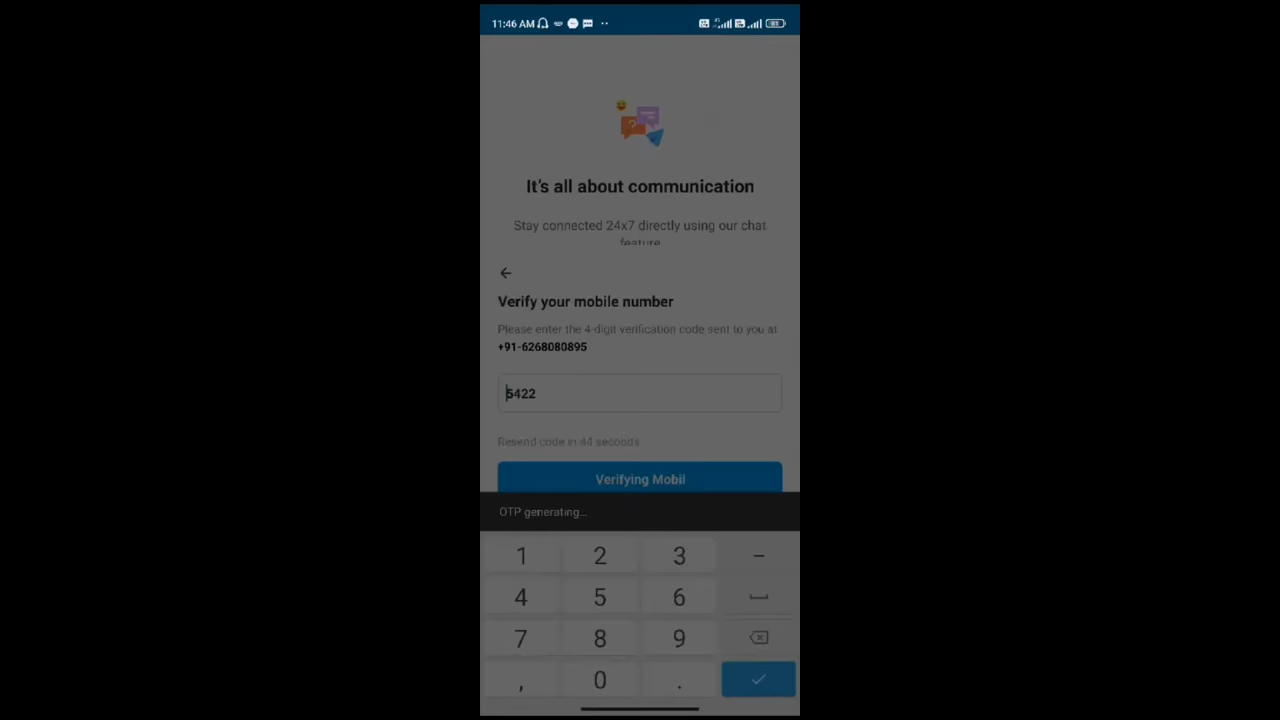 11:46 AM
It's all about communication
Stay connected 24x7 directly using our chat
feature
Verify your mobile number
Please enter the 4-digit verification code sent to you at
+91-6268080895
5422
Resend code in 44 seconds
Verifying Mobil
OTP generating...
1 2 3 -
4 5 6
7 8 9
, 0 .